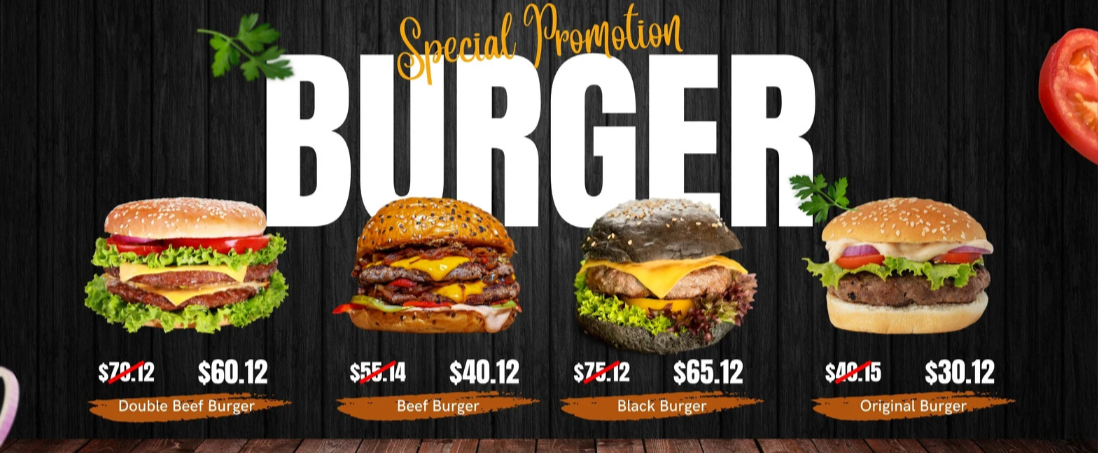 Special Promotion
BURGER
$70.12 $60.12
Double Beef Burger
$55.14 $40.12
Beef Burger
$75.12 $65.12
Black Burger
$40.15 $30.12
Original Burger